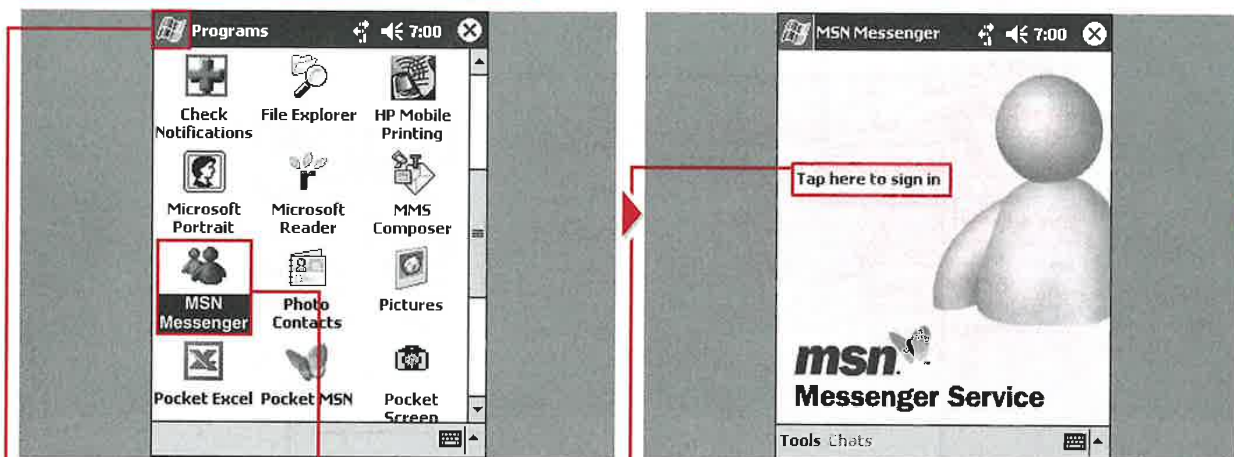 Programs 7:00
Check Notifications
File Explorer
HP Mobile Printing
Microsoft Portrait
Microsoft Reader
MMS Composer
MSN Messenger
Photo Contacts
Pictures
Pocket Excel
Pocket MSN
Pocket Screen
MSN Messenger 7:00
Tap here to sign in
msn
Messenger Service
Tools Chats